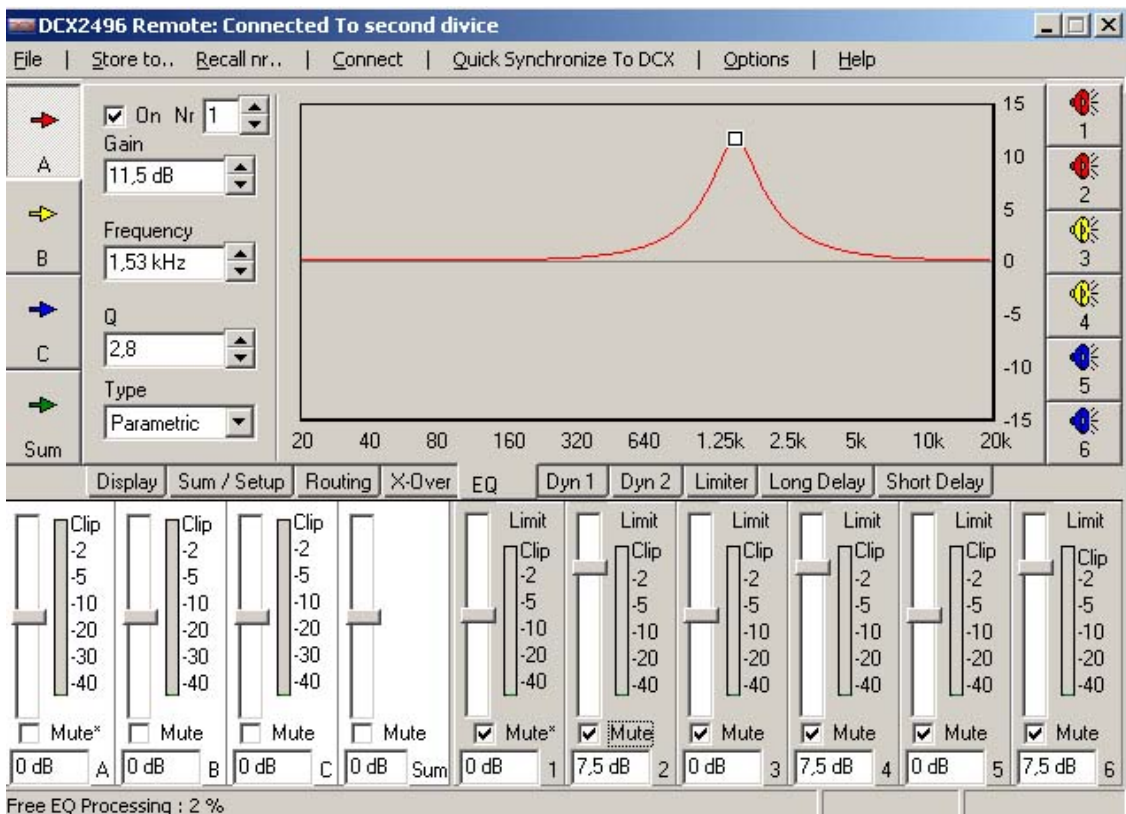 DCX2496 Remote: Connected To second divice
File | Store to.. Recall nr.. | Connect | Quick Synchronize To DCX | Options | Help
A
B
C
Sum
On Nr 1
Gain
11,5 dB
Frequency
1,53 kHz
Q
2,8
Type
Parametric
15
10
5
0
-5
-10
-15
20 40 80 160 320 640 1.25k 2.5k 5k 10k 20k
1
2
3
4
5
6
Display Sum / Setup Routing X-Over EQ Dyn 1 Dyn 2 Limiter Long Delay Short Delay
Clip
-2
-5
-10
-20
-30
-40
Mute*
0 dB A
Clip
-2
-5
-10
-20
-30
-40
Mute
0 dB B
Clip
-2
-5
-10
-20
-30
-40
Mute
0 dB C
Mute
0 dB Sum
Limit
Clip
-2
-5
-10
-20
-40
Mute*
0 dB 1
Limit
Clip
-2
-5
-10
-20
-40
Mute
7,5 dB 2
Limit
Clip
-2
-5
-10
-20
-40
Mute
0 dB 3
Limit
Clip
-2
-5
-10
-20
-40
Mute
7,5 dB 4
Limit
Clip
-2
-5
-10
-20
-40
Mute
0 dB 5
Limit
Clip
-2
-5
-10
-20
-40
Mute
7,5 dB 6
Free EQ Processing : 2 %